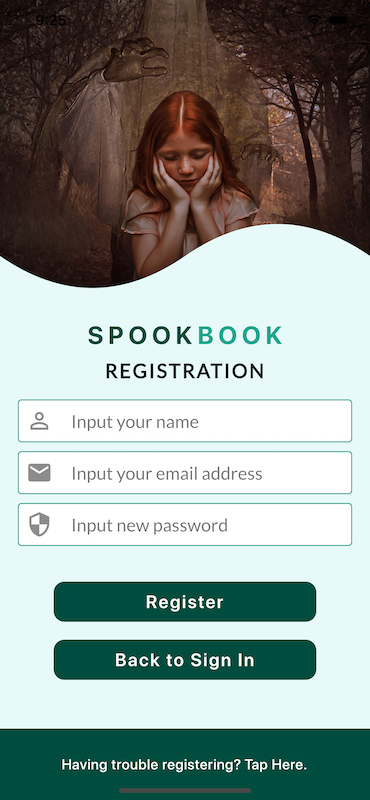 9:25
SPOOKBOOK
REGISTRATION
Input your name
Input your email address
Input new password
Register
Back to Sign In
Having trouble registering? Tap Here.